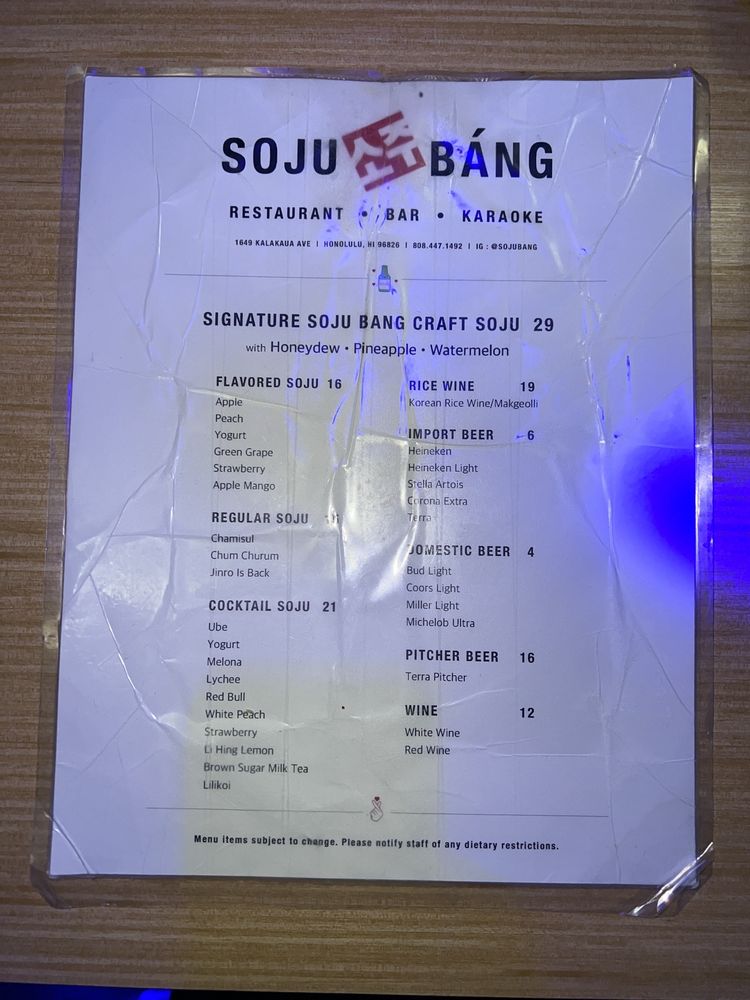 SOJU BÁNG
RESTAURANT • BAR • KARAOKE
1649 KALAKAUA AVE | HONOLULU, HI 96826 | 808.447.1492 | IG : @SOJUBANG
SIGNATURE SOJU BANG CRAFT SOJU 29
with Honeydew • Pineapple • Watermelon
FLAVORED SOJU 16
Apple
Peach
Yogurt
Green Grape
Strawberry
Apple Mango
REGULAR SOJU
Chamisul
Chum Churum
Jinro Is Back
COCKTAIL SOJU 21
Ube
Yogurt
Melona
Lychee
Red Bull
White Peach
Strawberry
Li Hing Lemon
Brown Sugar Milk Tea
Lilikoi
RICE WINE 19
Korean Rice Wine/Makgeolli
IMPORT BEER 6
Heineken
Heineken Light
Stella Artois
Corona Extra
Terra
DOMESTIC BEER 4
Bud Light
Coors Light
Miller Light
Michelob Ultra
PITCHER BEER 16
Terra Pitcher
WINE 12
White Wine
Red Wine
Menu items subject to change. Please notify staff of any dietary restrictions.